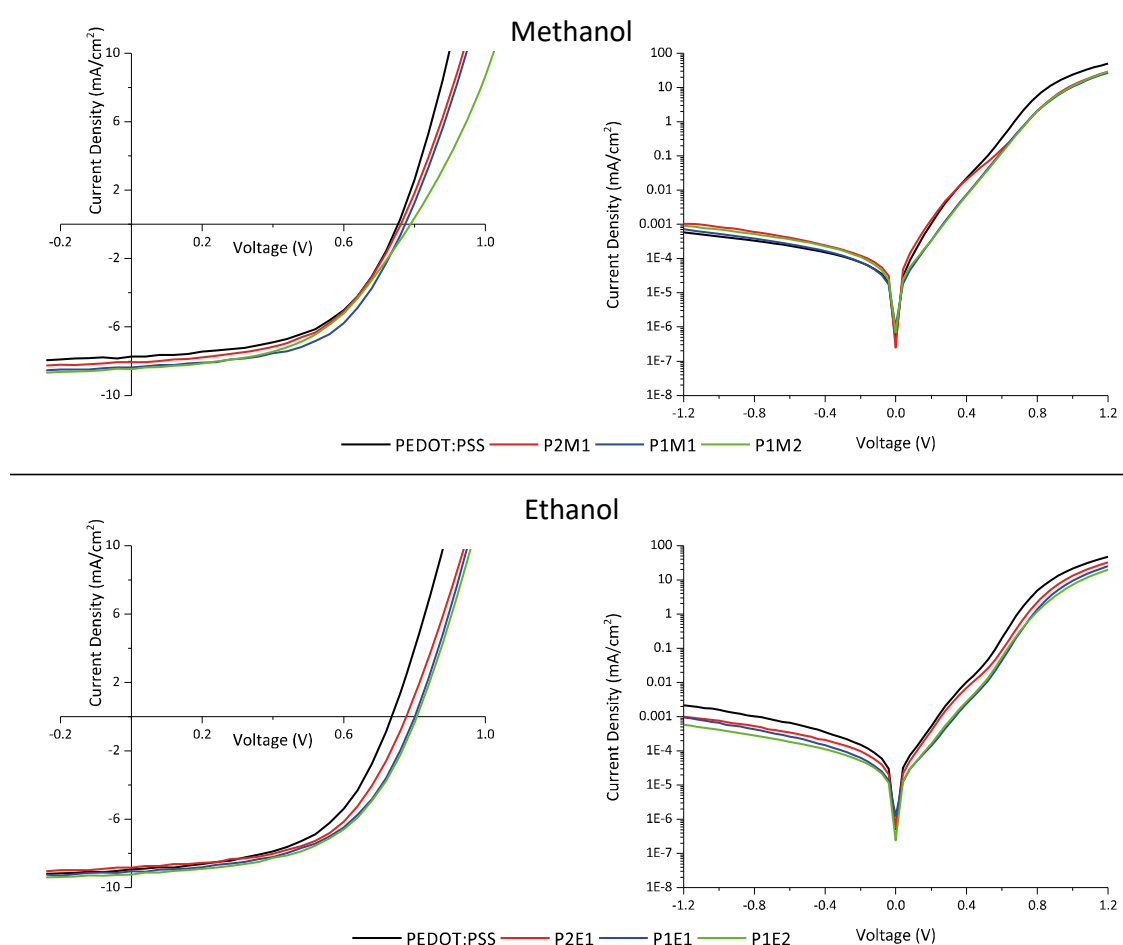 Methanol
Current Density (mA/cm²)
10
6
2
-2
-6
-10
-0.2
0.2
0.6
1.0
Voltage (V)
Current Density (mA/cm²)
100
10
1
0.1
0.01
0.001
1E-4
1E-5
1E-6
1E-7
1E-8
-1.2
-0.8
-0.4
0.0
0.4
0.8
1.2
Voltage (V)
PEDOT:PSS P2M1 P1M1 P1M2
Ethanol
Current Density (mA/cm²)
10
6
2
-2
-6
-10
-0.2
0.2
0.6
1.0
Voltage (V)
Current Density (mA/cm²)
100
10
1
0.1
0.01
0.001
1E-4
1E-5
1E-6
1E-7
1E-8
-1.2
-0.8
-0.4
0.0
0.4
0.8
1.2
Voltage (V)
PEDOT:PSS P2E1 P1E1 P1E2